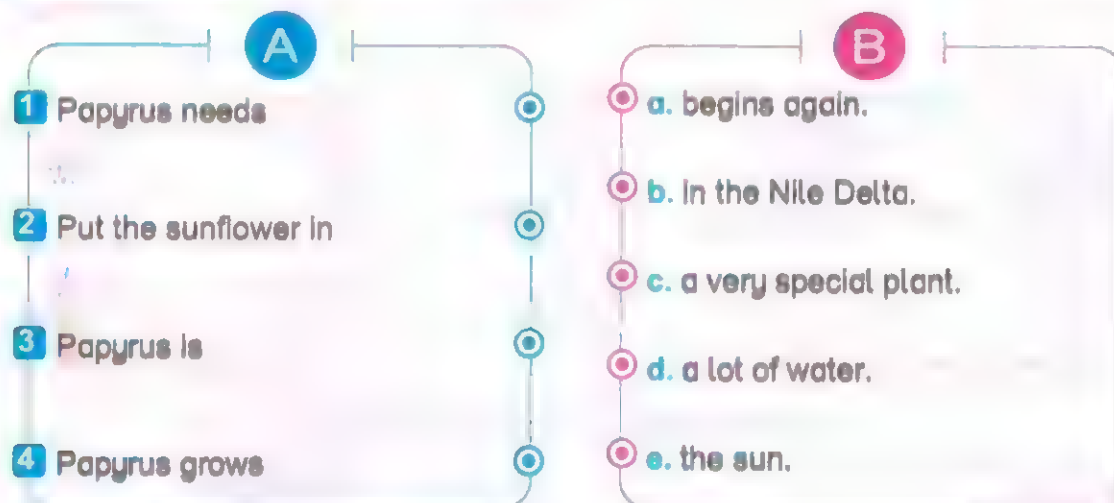 A
1 Papyrus needs
2 Put the sunflower in
3 Papyrus is
4 Papyrus grows
B
a. begins again.
b. in the Nile Delta.
c. a very special plant.
d. a lot of water.
e. the sun.